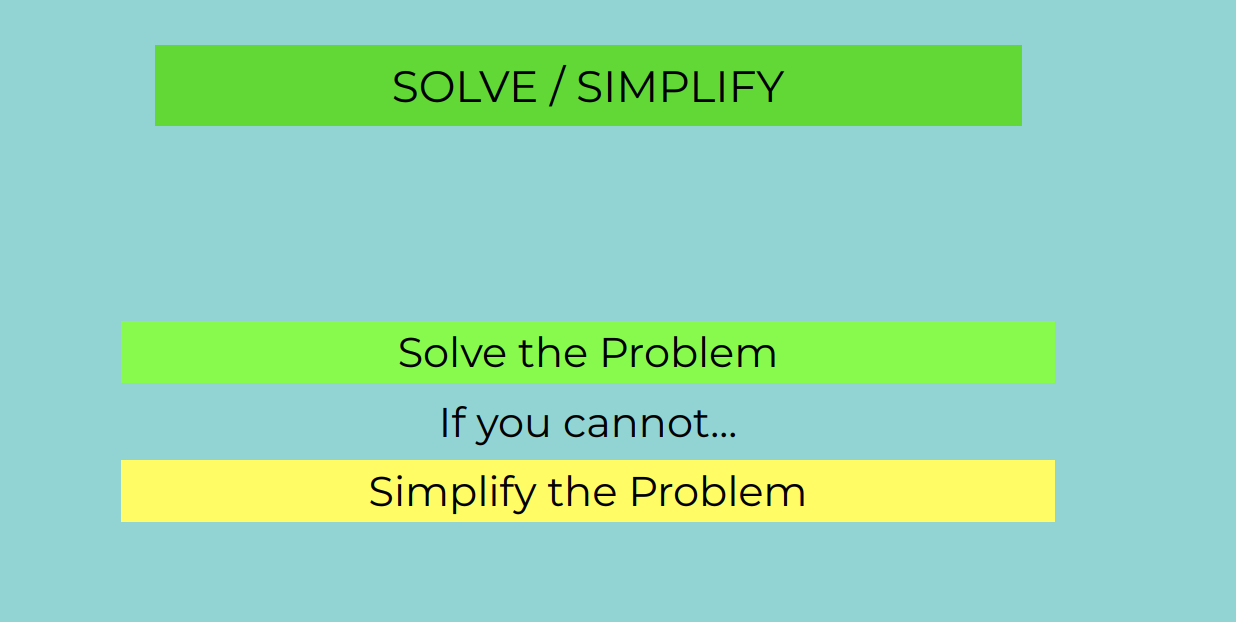 SOLVE / SIMPLIFY
Solve the Problem
If you cannot...
Simplify the Problem